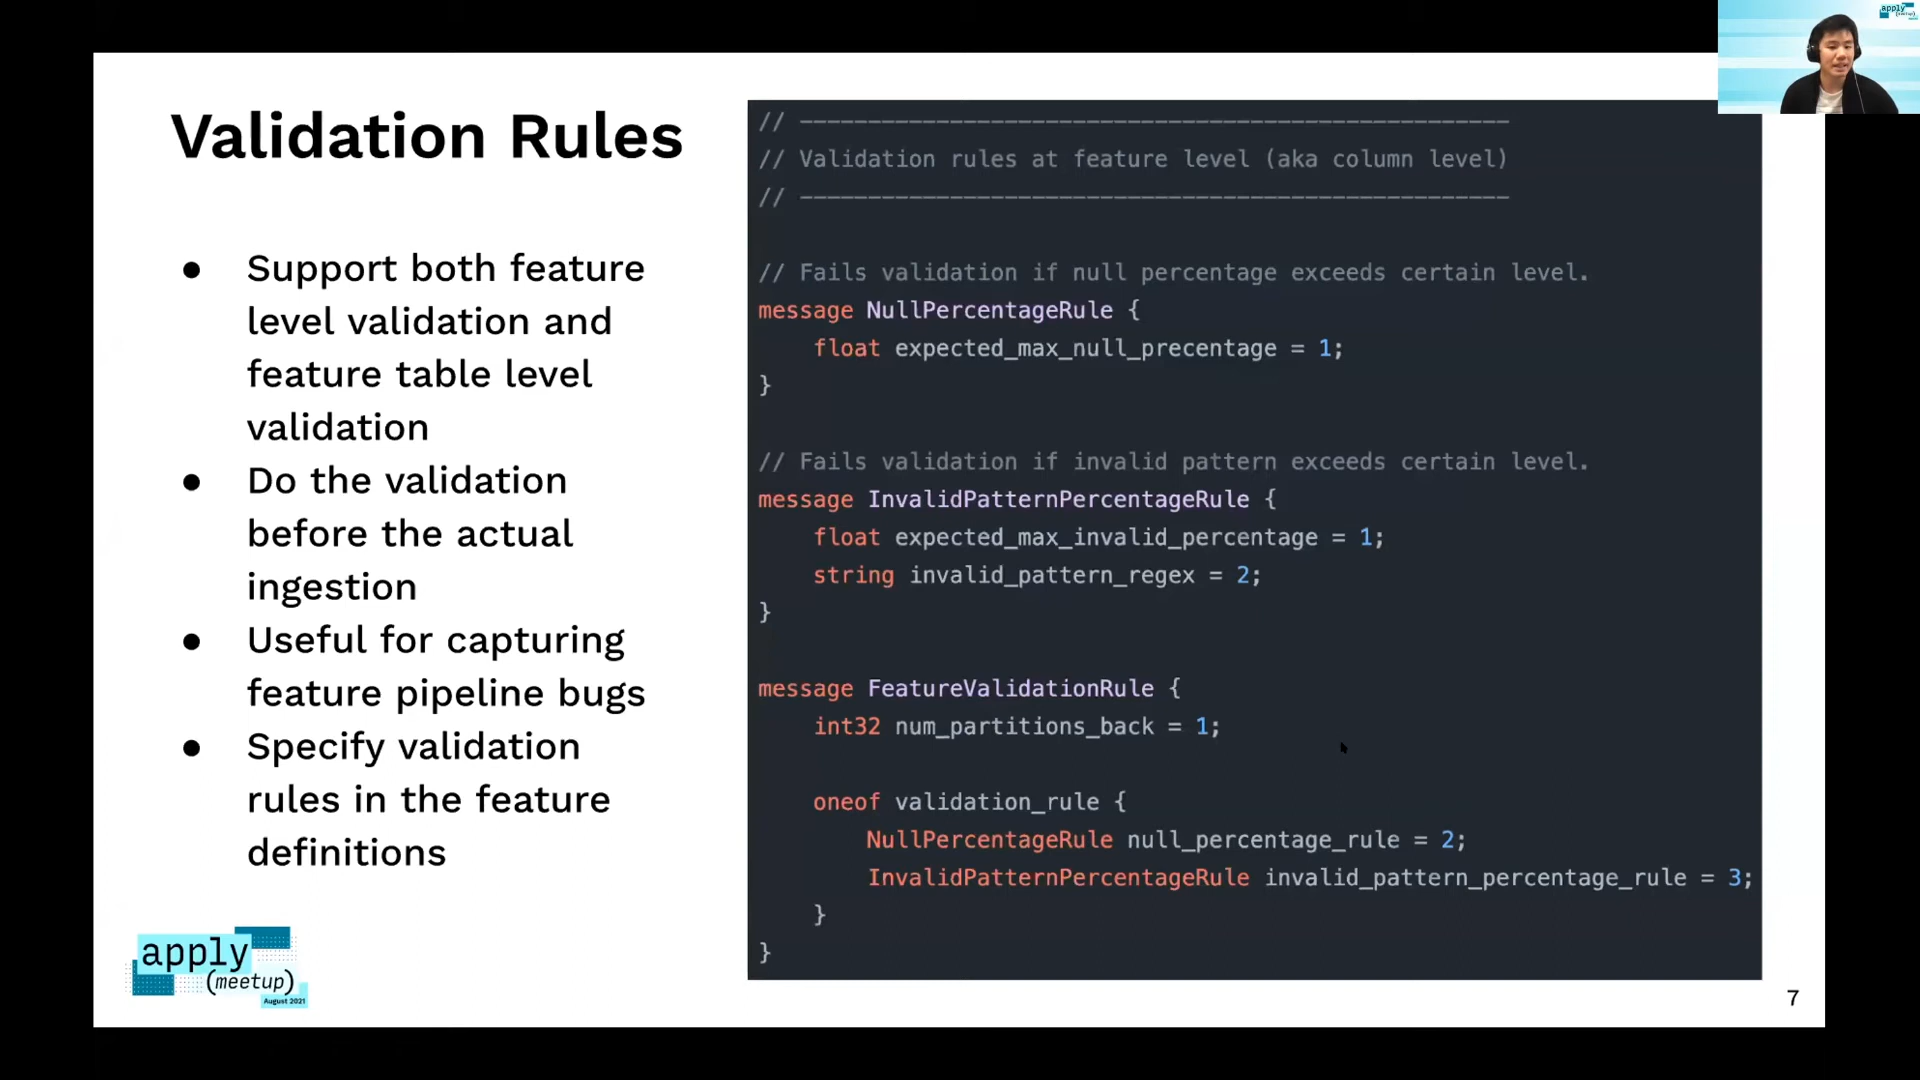 Validation Rules
● Support both feature
level validation and
feature table level
validation
● Do the validation
before the actual
ingestion
● Useful for capturing
feature pipeline bugs
● Specify validation
rules in the feature
definitions
// ----------------------------------------------------
// Validation rules at feature level (aka column level)
// ----------------------------------------------------
// Fails validation if null percentage exceeds certain level.
message NullPercentageRule {
    float expected_max_null_precentage = 1;
}
// Fails validation if invalid pattern exceeds certain level.
message InvalidPatternPercentageRule {
    float expected_max_invalid_percentage = 1;
    string invalid_pattern_regex = 2;
}
message FeatureValidationRule {
    int32 num_partitions_back = 1;
    oneof validation_rule {
        NullPercentageRule null_percentage_rule = 2;
        InvalidPatternPercentageRule invalid_pattern_percentage_rule = 3;
    }
}
apply
(meetup)
August 2021
7
apply
(meetup)